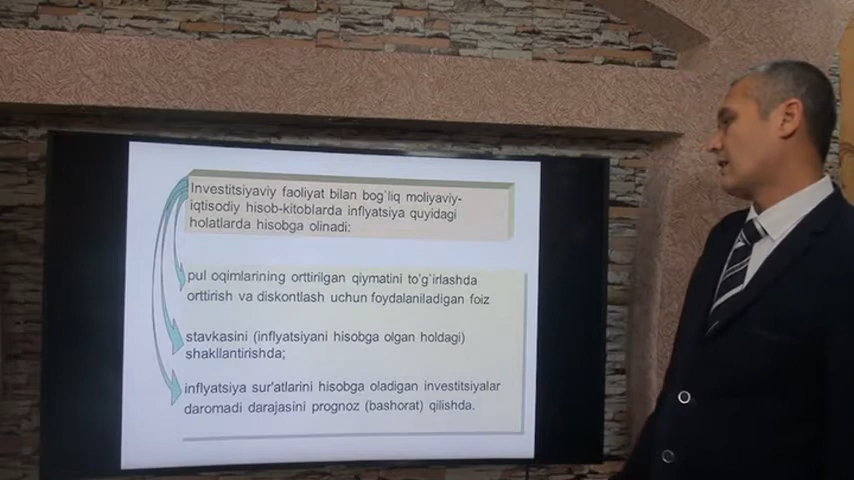 Investitsiyaviy faoliyat bilan bog`liq moliyaviy-
iqtisodiy hisob-kitoblarda inflyatsiya quyidagi
holatlarda hisobga olinadi:
pul oqimlarining orttirilgan qiymatini to'g`irlashda
orttirish va diskontlash uchun foydalaniladigan foiz
stavkasini (inflyatsiyani hisobga olgan holdagi)
shakllantirishda;
inflyatsiya sur'atlarini hisobga oladigan investitsiyalar
daromadi darajasini prognoz (bashorat) qilishda.